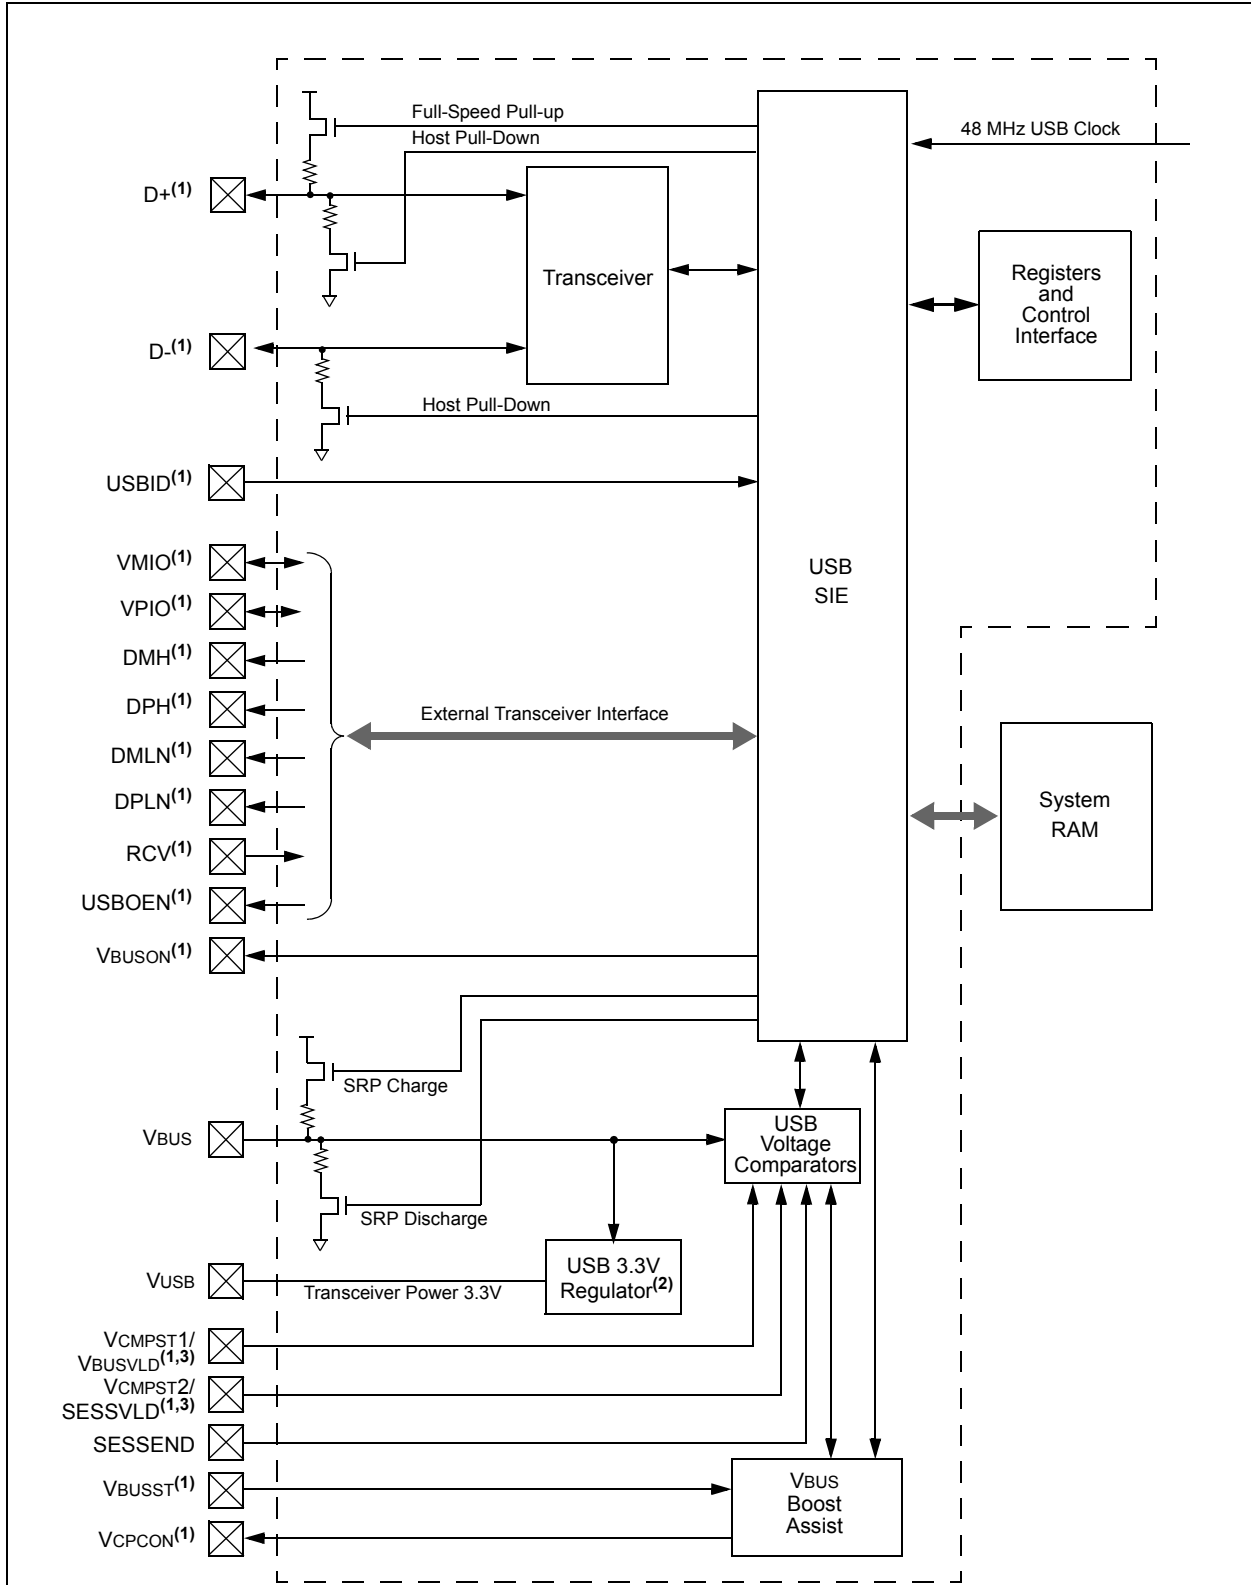 Full-Speed Pull-up
Host Pull-Down
48 MHz USB Clock
D+(1)
Transceiver
Registers
and
Control
Interface
D-(1)
Host Pull-Down
USBID(1)
USB
SIE
VMIO(1)
VPIO(1)
DMH(1)
DPH(1)
External Transceiver Interface
DMLN(1)
DPLN(1)
System
RAM
RCV(1)
USBOEN(1)
VBUSON(1)
SRP Charge
VBUS
USB
Voltage
Comparators
SRP Discharge
VUSB
Transceiver Power 3.3V
USB 3.3V
Regulator(2)
VCMPST1/
VBUSVLD(1,3)
VCMPST2/
SESSVLD(1,3)
SESSEND
VBUSST(1)
VBUS
Boost
Assist
VCPCON(1)